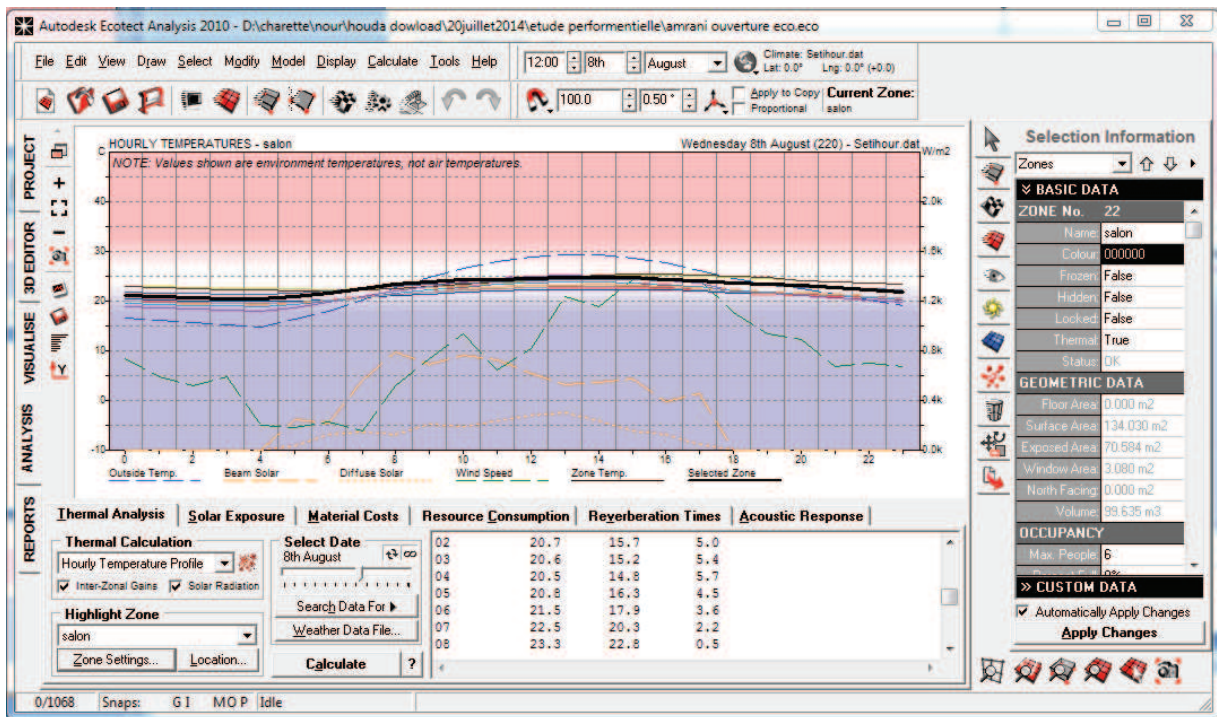 Autodesk Ecotect Analysis 2010 - D:\charette\nour\houda dowload\20juillet2014\etude performentielle\amrani ouverture eco.eco
File Edit View Draw Select Modify Model Display Calculate Tools Help
12:00 8th August
Climate: Setihour.dat
Lat: 0.0° Lng: 0.0° (+0.0)
100.0 0.50 °
Apply to Copy
Proportional
Current Zone:
salon
PROJECT
3D EDITOR
VISUALISE
ANALYSIS
REPORTS
C HOURLY TEMPERATURES - salon
Wednesday 8th August (220) - Setihour.dat W/m2
NOTE: Values shown are environment temperatures, not air temperatures.
40 2.0k
30 1.6k
20 1.2k
10 0.8k
0 0.4k
-10 0.0k
0 2 4 6 8 10 12 14 16 18 20 22
Outside Temp. Beam Solar Diffuse Solar Wind Speed Zone Temp. Selected Zone
Thermal Analysis Solar Exposure Material Costs Resource Consumption Reverberation Times Acoustic Response
Thermal Calculation
Hourly Temperature Profile
Inter-Zonal Gains Solar Radiation
Highlight Zone
salon
Zone Settings... Location...
Select Date
8th August
Search Data For
Weather Data File...
Calculate ?
02 20.7 15.7 5.0
03 20.6 15.2 5.4
04 20.5 14.8 5.7
05 20.8 16.3 4.5
06 21.5 17.9 3.6
07 22.5 20.3 2.2
08 23.3 22.8 0.5
Selection Information
Zones
BASIC DATA
ZONE No. 22
Name: salon
Colour: 000000
Frozen: False
Hidden: False
Locked: False
Thermal: True
Status: OK
GEOMETRIC DATA
Floor Area: 0.000 m2
Surface Area: 134.030 m2
Exposed Area: 70.584 m2
Window Area: 3.080 m2
North Facing: 0.000 m2
Volume: 99.635 m3
OCCUPANCY
Max. People: 6
CUSTOM DATA
Automatically Apply Changes
Apply Changes
0/1068 Snaps: G I M O P Idle